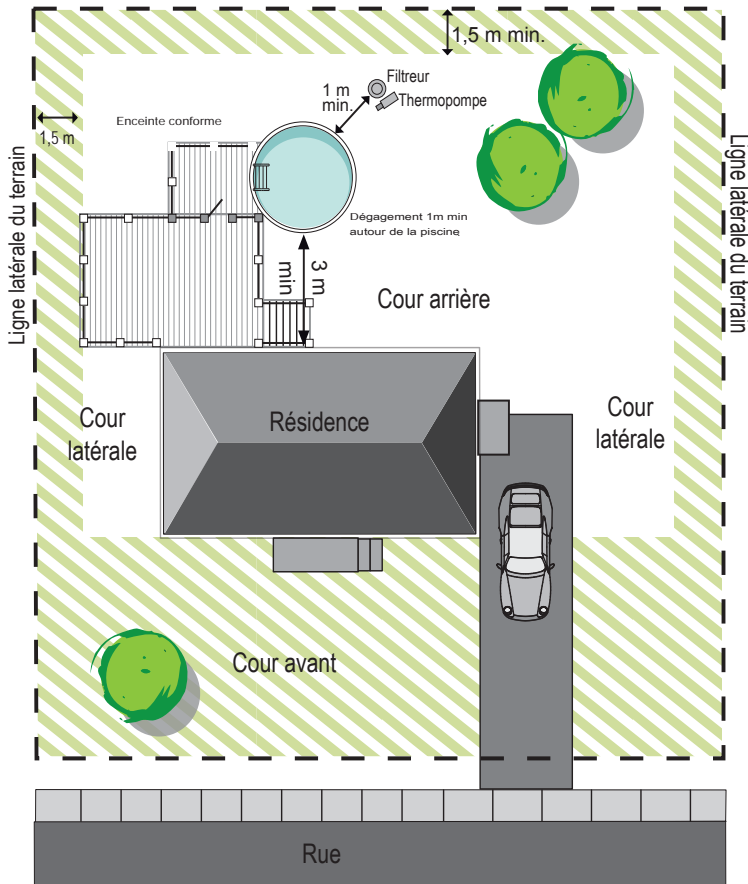 1,5 m min.
Filtreur
1 m
min.
Thermopompe
Enceinte conforme
1,5 m
Ligne latérale du terrain
Ligne latérale du terrain
Dégagement 1m min
autour de la piscine
3 m
min
Cour arrière
Cour
latérale
Résidence
Cour
latérale
Cour avant
Rue